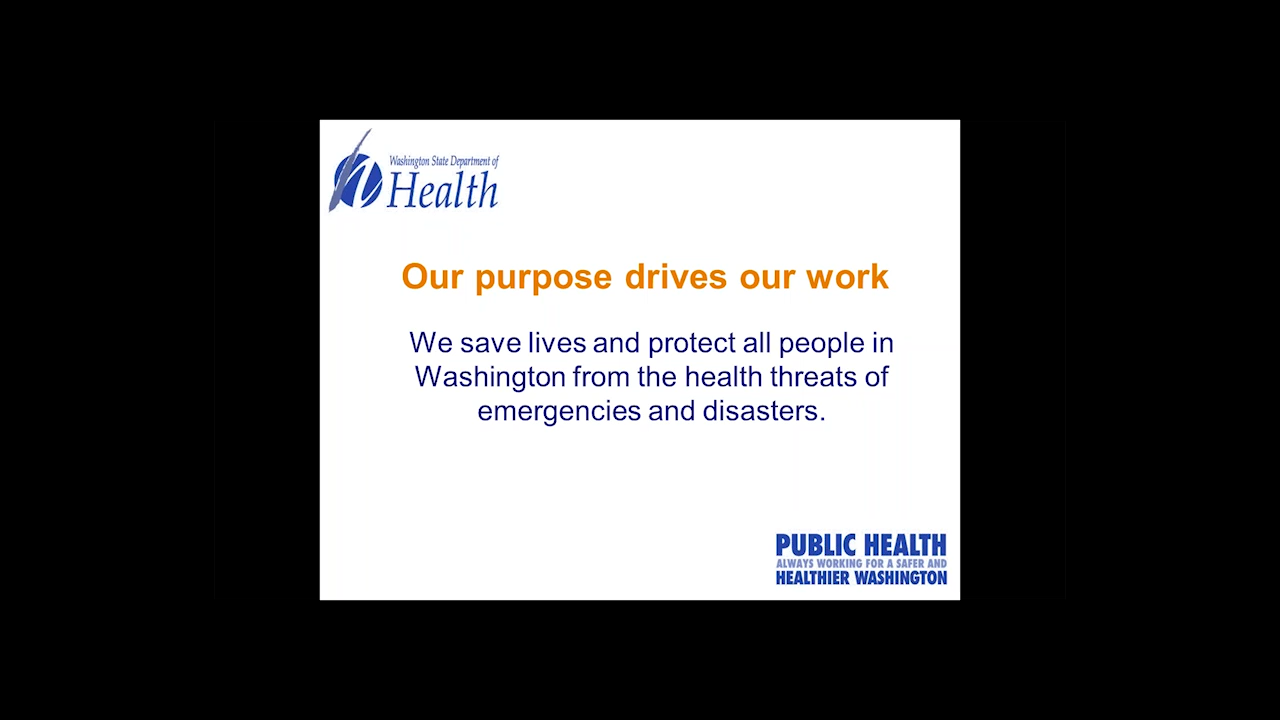 Washington State Department of
Health
Our purpose drives our work
We save lives and protect all people in
Washington from the health threats of
emergencies and disasters.
PUBLIC HEALTH
ALWAYS WORKING FOR A SAFER AND
HEALTHIER WASHINGTON